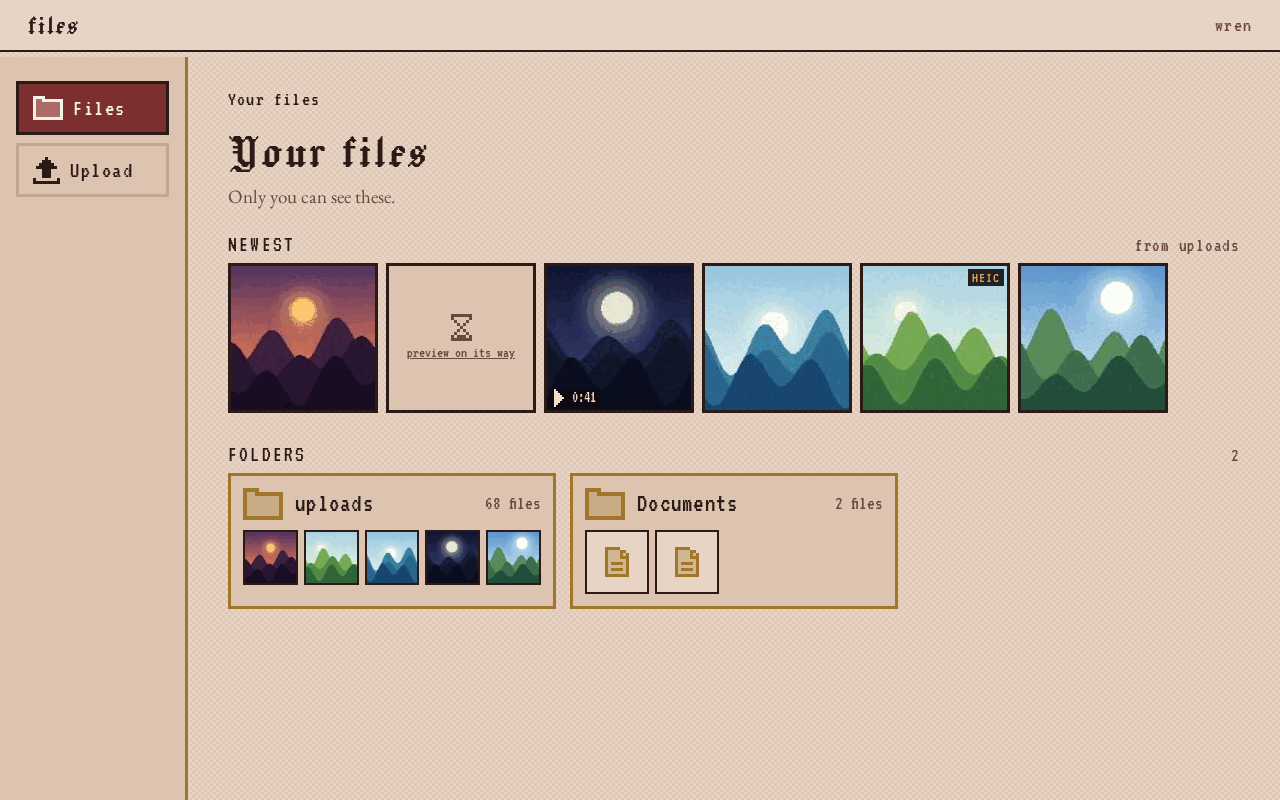 files
wren
Files
Upload
Your files
Your files
Only you can see these.
NEWEST
from uploads
preview on its way
0:41
HEIC
FOLDERS
2
uploads
68 files
Documents
2 files